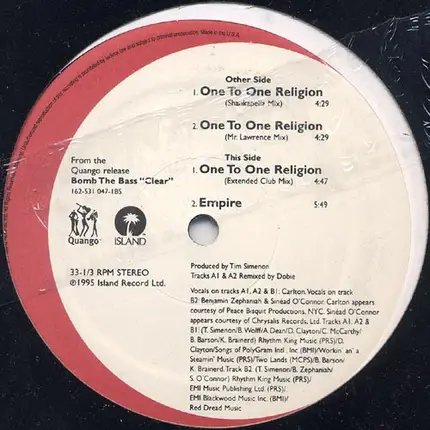 Other Side
1. One To One Religion
(Shankapella Mix) 4:29
2. One To One Religion
(Mr. Lawrence Mix) 4:29
This Side
1. One To One Religion
(Extended Club Mix) 4:47
2. Empire 5:49
From the
Quango release
Bomb The Bass "Clear"
162-531 047-1BS
Quango
ISLAND
33-1/3 RPM STEREO
℗1995 Island Record Ltd.
Produced by Tim Simenon
Tracks A1 & A2 Remixed by Dobie
Vocals on tracks A1, A2 & B1: Carlton. Vocals on track
B2: Benjamin Zephaniah & Sinéad O'Connor. Carlton appears
courtesy of Peace Bisquit Productions, NYC. Sinéad O'Connor
appears courtesy of Chrysalis Records, Ltd. Tracks A1, A2 &
B1: (T. Simenon/B. Wolff/A. Dean/D. Clayton/C. McCarthy/
B. Barson/K. Brainerd) Rhythm King Music (PRS)/D.
Clayton/Songs of PolyGram Intl. Inc (BMI)/Workin' an' a
Steamin' Music (PRS)/Two Lands (MCPS)/B. Barson/
K. Brainerd. Track B2: (T. Simenon/B. Zephaniah/
S. O'Connor) Rhythm King Music (PRS)/
EMI Music Publishing Ltd. (PRS)/
EMI Blackwood Music Inc. (BMI)/
Red Dread Music
Made in the U.S.A.